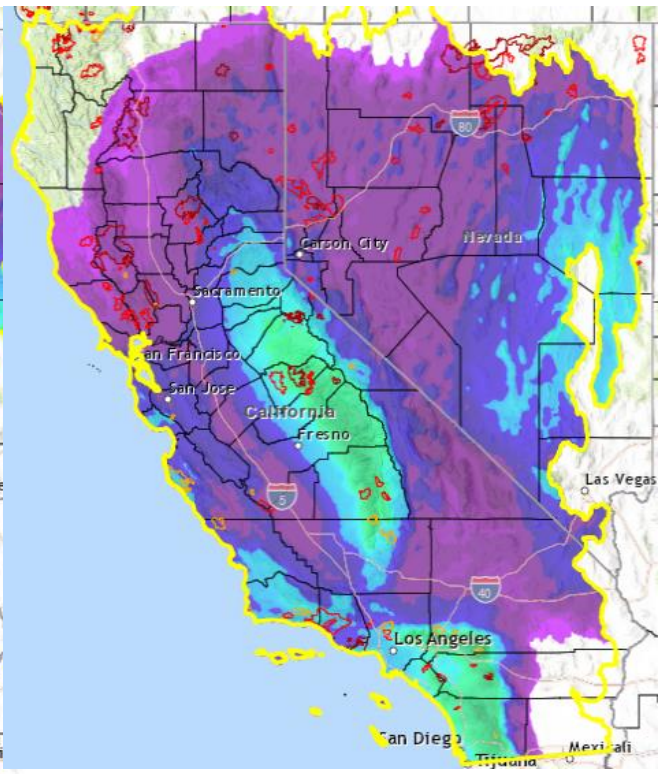 80
Nevada
Carson City
Sacramento
an Francisco
San Jose
California
Fresno
5
Las Vegas
40
Los Angeles
San Diego
Tijuana
Mexicali